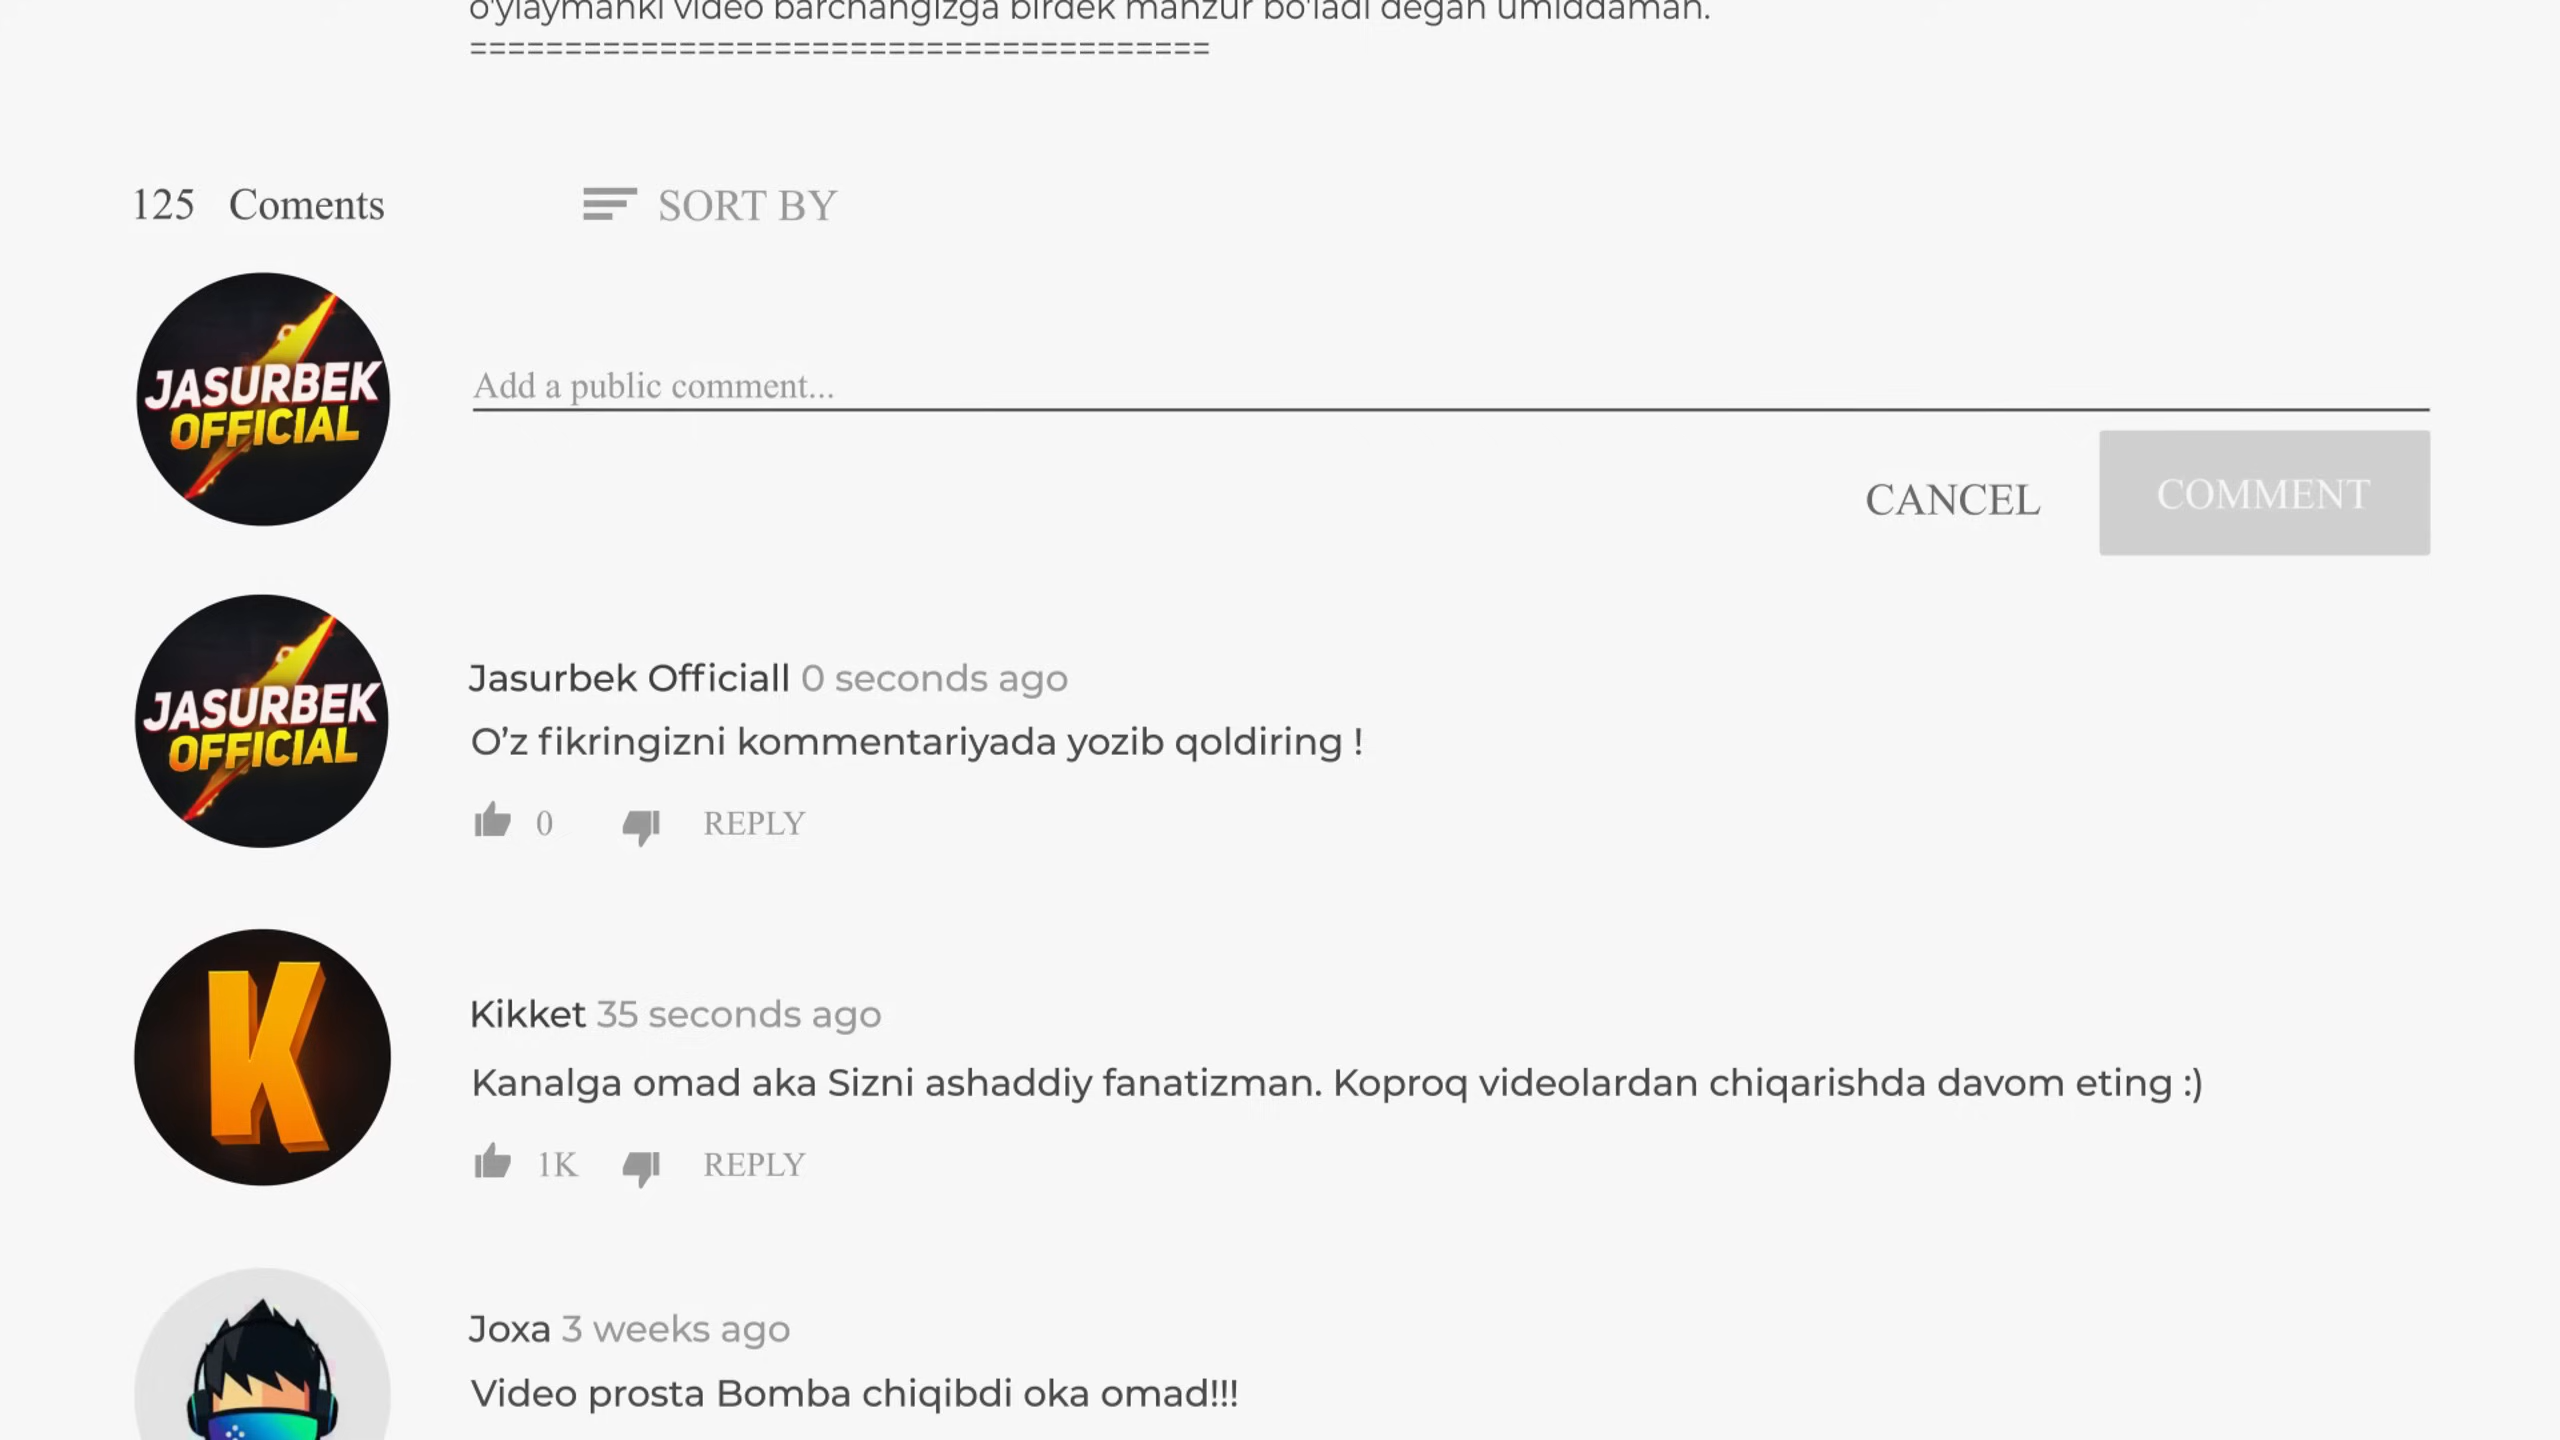 o'ylaymanki video barchangizga birdek manzur bo'ladi degan umiddaman.
=======================================
125 Coments
SORT BY
JASURBEK
OFFICIAL
Add a public comment...
CANCEL
COMMENT
JASURBEK
OFFICIAL
Jasurbek Officiall 0 seconds ago
O’z fikringizni kommentariyada yozib qoldiring !
0 REPLY
K
Kikket 35 seconds ago
Kanalga omad aka Sizni ashaddiy fanatizman. Koproq videolardan chiqarishda davom eting :)
1K REPLY
Joxa 3 weeks ago
Video prosta Bomba chiqibdi oka omad!!!